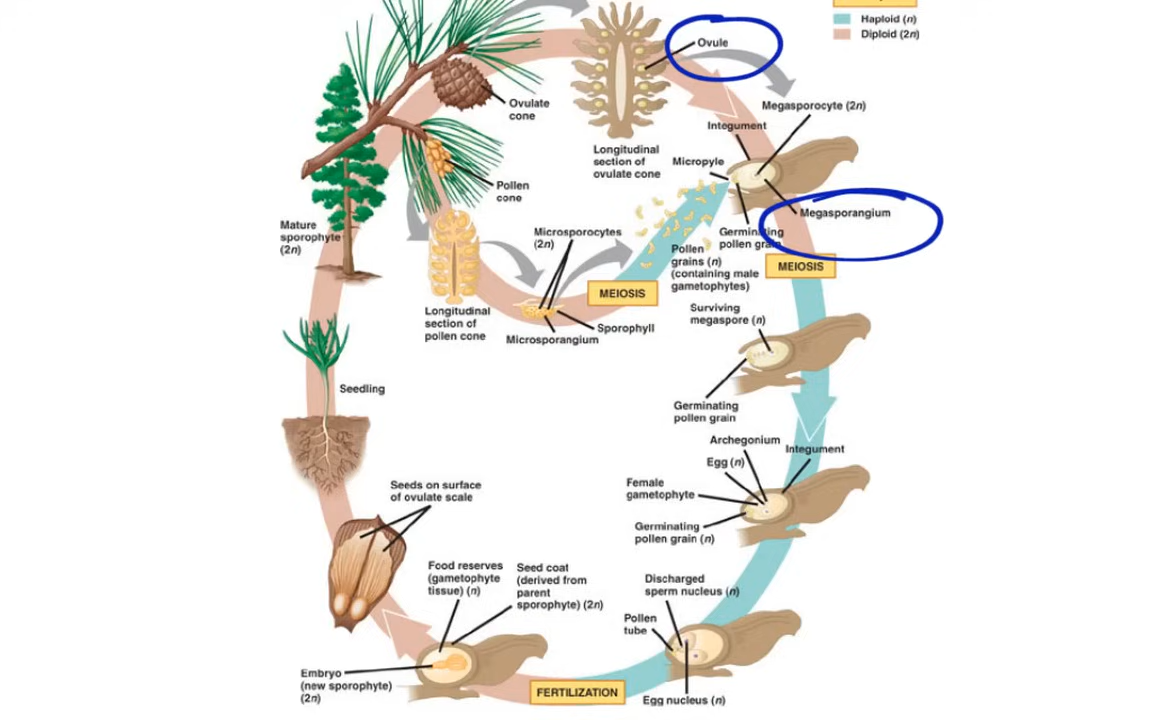 Haploid (n)
Diploid (2n)
Ovule
Ovulate
cone
Megasporocyte (2n)
Integument
Longitudinal
section of
ovulate cone
Micropyle
Pollen
cone
Megasporangium
Mature
sporophyte
(2n)
Microsporocytes
(2n)
Germinating
pollen grain
Pollen
grains (n)
(containing male
gametophytes)
MEIOSIS
MEIOSIS
Longitudinal
section of
pollen cone
Sporophyll
Microsporangium
Surviving
megaspore (n)
Seedling
Germinating
pollen grain
Archegonium
Integument
Egg (n)
Female
gametophyte
Germinating
pollen grain (n)
Seeds on surface
of ovulate scale
Food reserves
(gametophyte
tissue) (n)
Seed coat
(derived from
parent
sporophyte) (2n)
Discharged
sperm nucleus (n)
Pollen
tube
Embryo
(new sporophyte)
(2n)
FERTILIZATION
Egg nucleus (n)